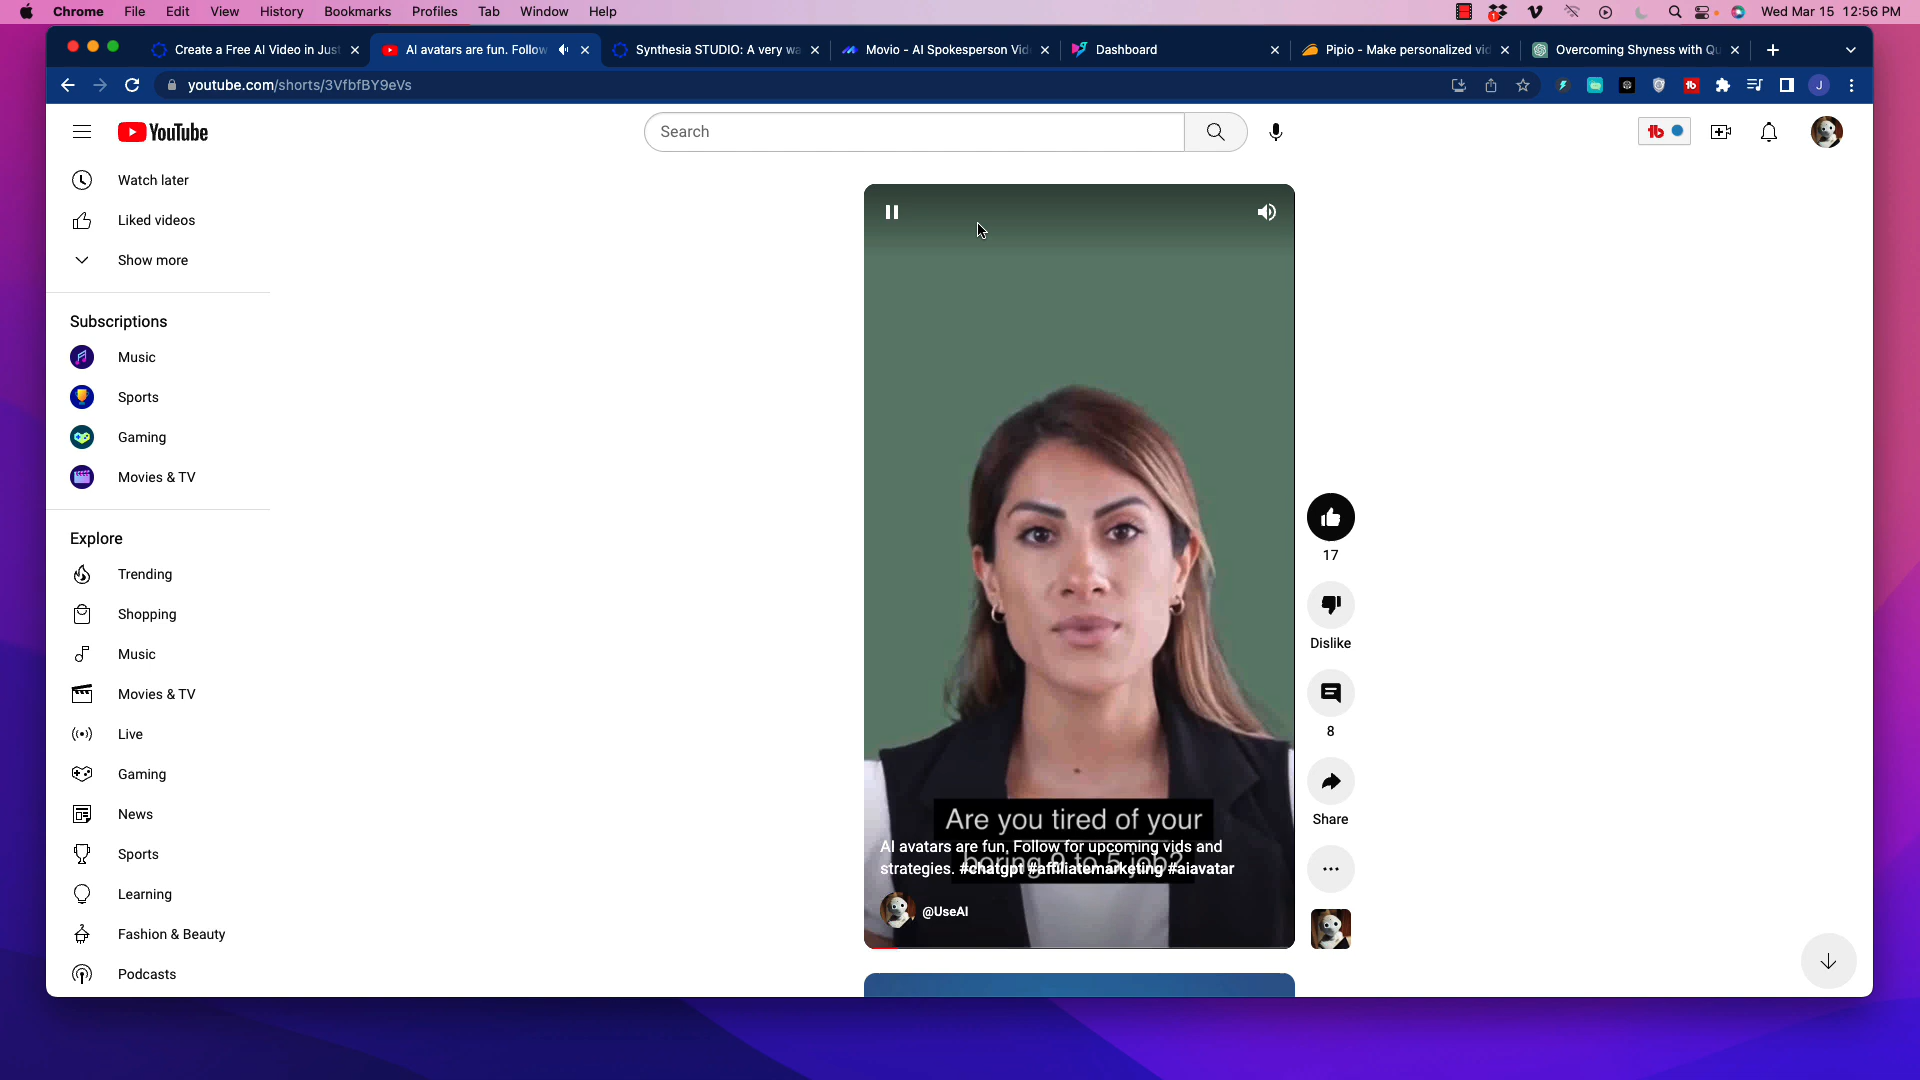 Chrome File Edit View History Bookmarks Profiles Tab Window Help
1
Wed Mar 15 12:56 PM
Create a Free AI Video in Just
AI avatars are fun. Follow
Synthesia STUDIO: A very wa
Movio - AI Spokesperson Vid
Dashboard
Pipio - Make personalized vid
Overcoming Shyness with Qu
youtube.com/shorts/3VfbfBY9eVs
tb
J
YouTube
Search
tb
Watch later
Liked videos
Show more
Subscriptions
Music
Sports
Gaming
Movies & TV
Explore
Trending
Shopping
Music
Movies & TV
Live
Gaming
News
Sports
Learning
Fashion & Beauty
Podcasts
Are you tired of your
boring 9 to 5 job?
AI avatars are fun, Follow for upcoming vids and
strategies. #chatgpt #affiliatemarketing #aiavatar
@UseAI
17
Dislike
8
Share